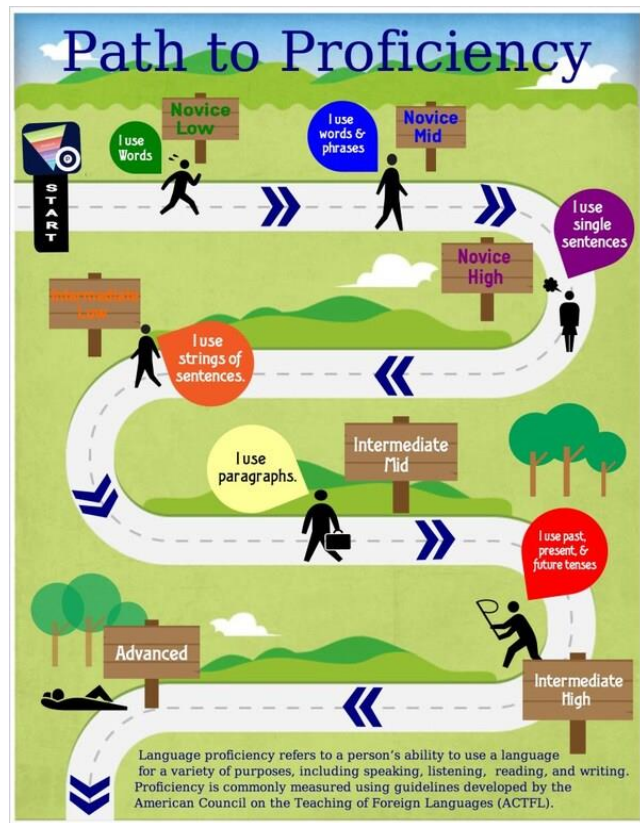 Path to Proficiency
Novice
Low
I use
Words
I use
words &
phrases
Novice
Mid
START
I use
single
sentences
Novice
High
Intermediate
Low
I use
strings of
sentences.
Intermediate
Mid
I use
paragraphs.
I use past,
present, &
future tenses
Intermediate
High
Advanced
Language proficiency refers to a person's ability to use a language
for a variety of purposes, including speaking, listening, reading, and writing.
Proficiency is commonly measured using guidelines developed by the
American Council on the Teaching of Foreign Languages (ACTFL).